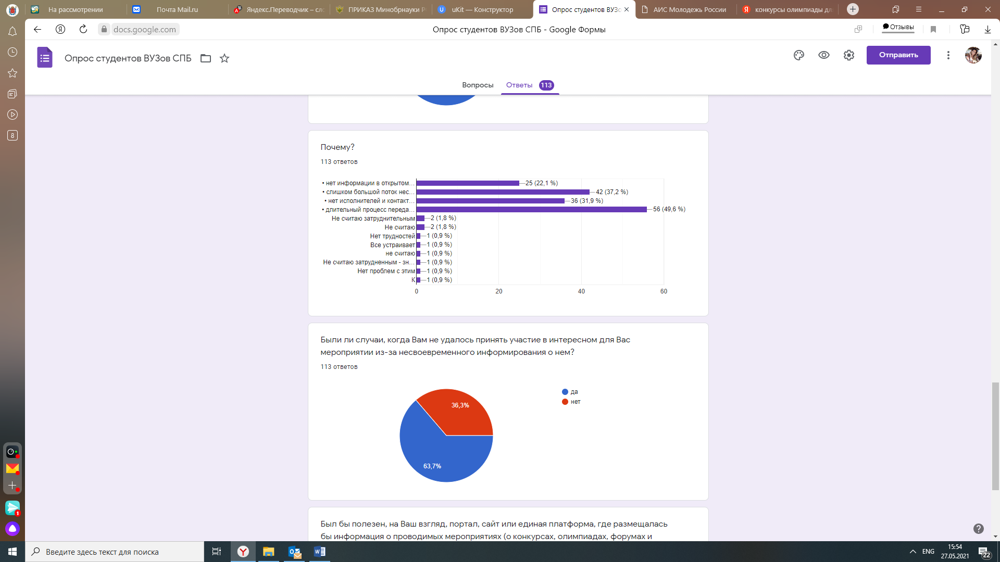 На рассмотрении
Почта Mail.ru
Яндекс.Переводчик – сло
ПРИКАЗ Минобрнауки Р
uKit — Конструктор
Опрос студентов ВУЗо
АИС Молодежь России
конкурсы олимпиады дл
docs.google.com
Опрос студентов ВУЗов СПБ - Google Формы
Отзывы
Опрос студентов ВУЗов СПБ
Отправить
Вопросы
Ответы 113
8
Почему?
113 ответов
• нет информации в открытом... 25 (22,1 %)
• слишком большой поток нес... 42 (37,2 %)
• нет исполнителей и контакт... 36 (31,9 %)
• длительный процесс переда... 56 (49,6 %)
Не считаю затруднительным 2 (1,8 %)
Не считаю 2 (1,8 %)
Нет трудностей 1 (0,9 %)
Все устраивает 1 (0,9 %)
не считаю 1 (0,9 %)
Не считаю затрудненным - зн... 1 (0,9 %)
Нет проблем с этим 1 (0,9 %)
К 1 (0,9 %)
0 20 40 60
Были ли случаи, когда Вам не удалось принять участие в интересном для Вас
мероприятии из-за несвоевременного информирования о нем?
113 ответов
да
нет
36,3%
63,7%
Был бы полезен, на Ваш взгляд, портал, сайт или единая платформа, где размещалась
бы информация о проводимых мероприятиях (о конкурсах, олимпиадах, форумах и
1
Введите здесь текст для поиска
ENG
15:54
27.05.2021
22